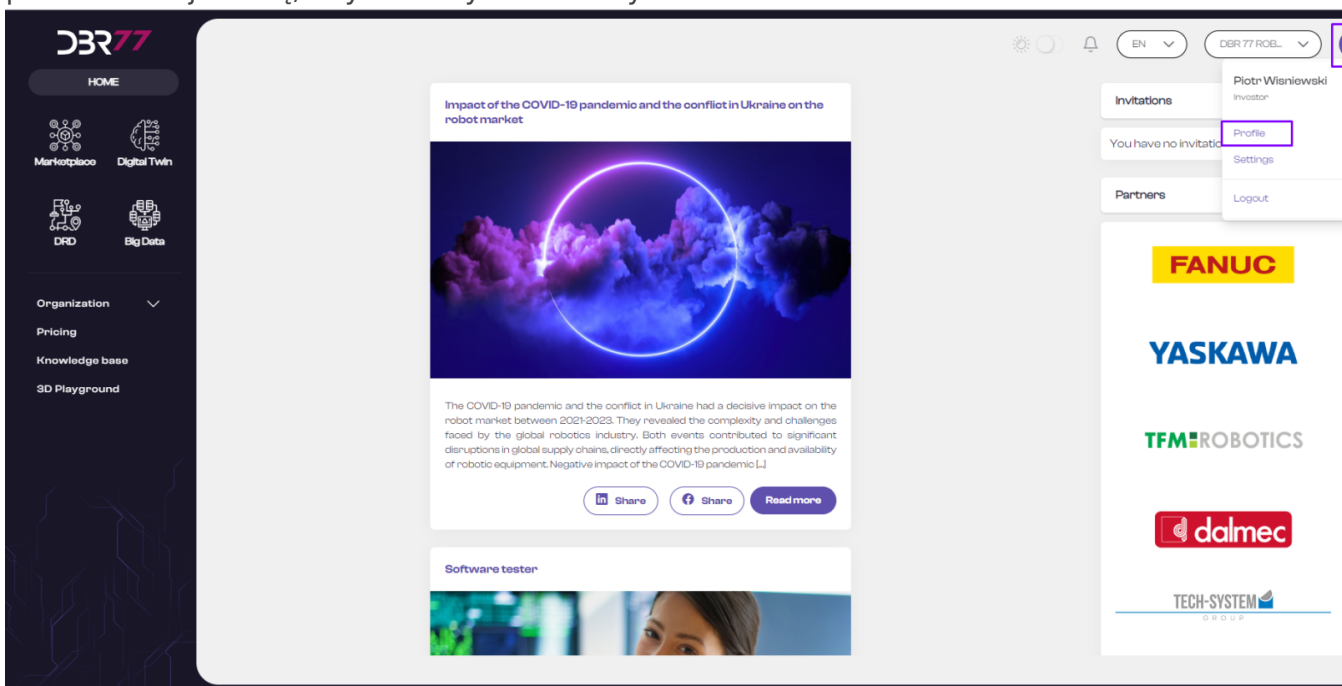 DBR77
EN
DBR 77 ROB...
HOME
Marketplace
Digital Twin
DRD
Big Data
Organization
Pricing
Knowledge base
3D Playground
Impact of the COVID-19 pandemic and the conflict in Ukraine on the
robot market
The COVID-19 pandemic and the conflict in Ukraine had a decisive impact on the
robot market between 2021-2023. They revealed the complexity and challenges
faced by the global robotics industry. Both events contributed to significant
disruptions in global supply chains, directly affecting the production and availability
of robotic equipment. Negative impact of the COVID-19 pandemic [...]
in Share
Share
Read more
Software tester
Piotr Wisniewski
Investor
Profile
Settings
Logout
Invitations
You have no
Partners
FANUC
YASKAWA
TFM ROBOTICS
dalmec
TECH-SYSTEM
GROUP